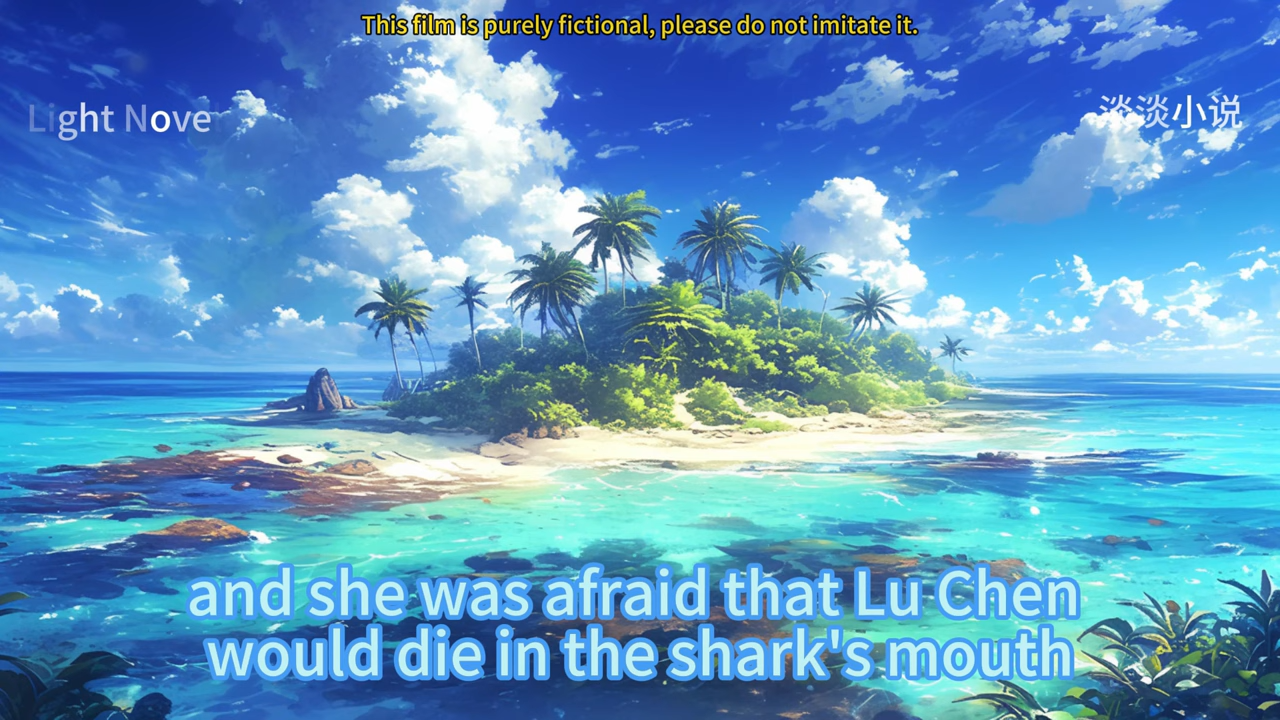 This film is purely fictional, please do not imitate it.
Light Nove
淡淡小说
and she was afraid that Lu Chen
would die in the shark's mouth